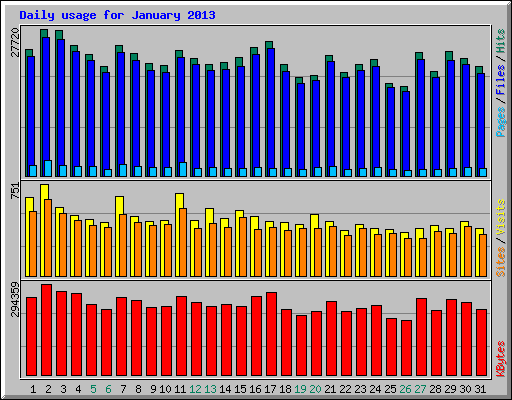 Daily usage for January 2013
27720
Pages / Files / Hits
751
Sites / Visits
294359
KBytes
1 2 3 4 5 6 7 8 9 10 11 12 13 14 15 16 17 18 19 20 21 22 23 24 25 26 27 28 29 30 31